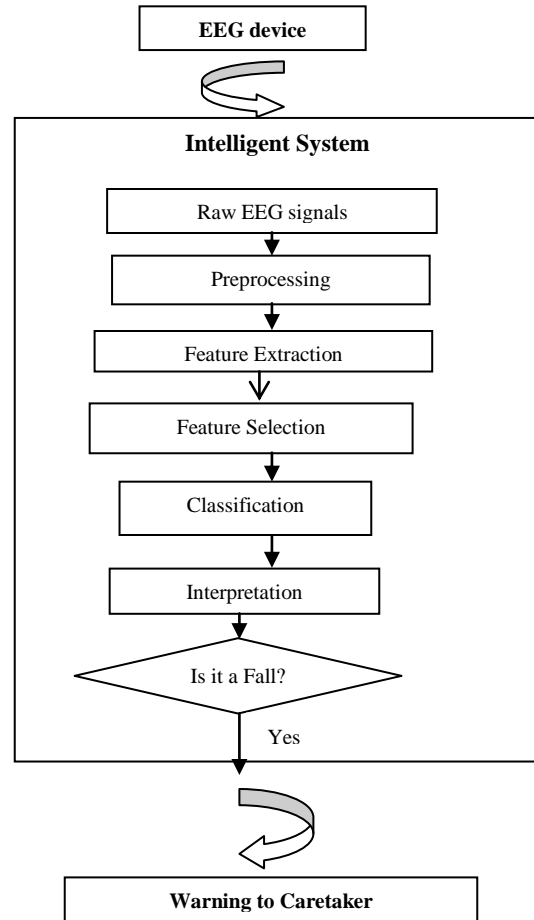 EEG device
Intelligent System
Raw EEG signals
Preprocessing
Feature Extraction
Feature Selection
Classification
Interpretation
Is it a Fall?
Yes
Warning to Caretaker